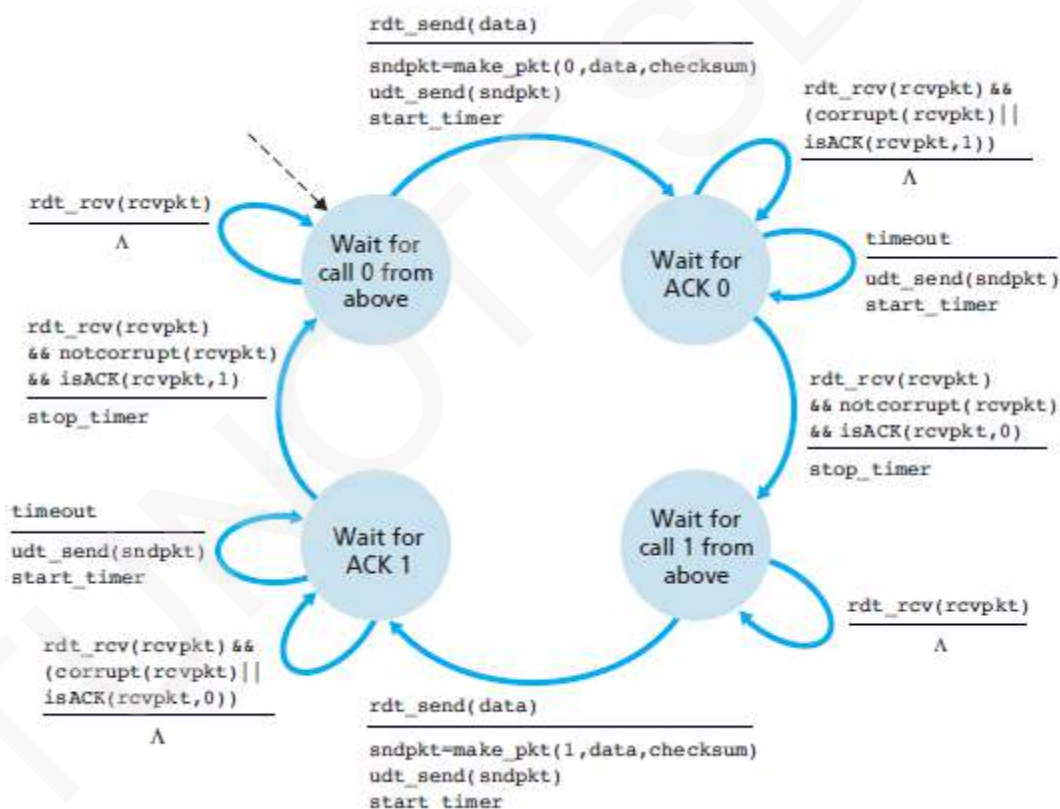 rdt_send(data)
sndpkt=make_pkt(0,data,checksum)
udt_send(sndpkt)
start_timer
rdt_rcv(rcvpkt) &&
(corrupt(rcvpkt)||
isACK(rcvpkt,1))
Λ
rdt_rcv(rcvpkt)
Λ
Wait for
call 0 from
above
Wait for
ACK 0
timeout
udt_send(sndpkt)
start_timer
rdt_rcv(rcvpkt)
&& notcorrupt(rcvpkt)
&& isACK(rcvpkt,1)
stop_timer
rdt_rcv(rcvpkt)
&& notcorrupt(rcvpkt)
&& isACK(rcvpkt,0)
stop_timer
timeout
udt_send(sndpkt)
start_timer
Wait for
ACK 1
Wait for
call 1 from
above
rdt_rcv(rcvpkt)
Λ
rdt_rcv(rcvpkt) &&
(corrupt(rcvpkt)||
isACK(rcvpkt,0))
Λ
rdt_send(data)
sndpkt=make_pkt(1,data,checksum)
udt_send(sndpkt)
start_timer